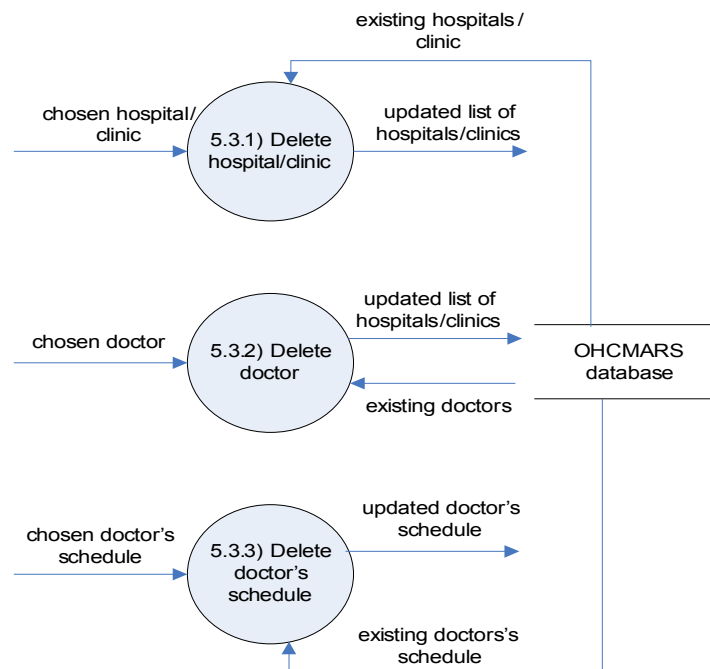 existing hospitals /
clinic
chosen hospital/
clinic
5.3.1) Delete
hospital/clinic
updated list of
hospitals/clinics
chosen doctor
5.3.2) Delete
doctor
updated list of
hospitals/clinics
existing doctors
OHCMARS
database
chosen doctor's
schedule
5.3.3) Delete
doctor's
schedule
updated doctor's
schedule
existing doctors's
schedule